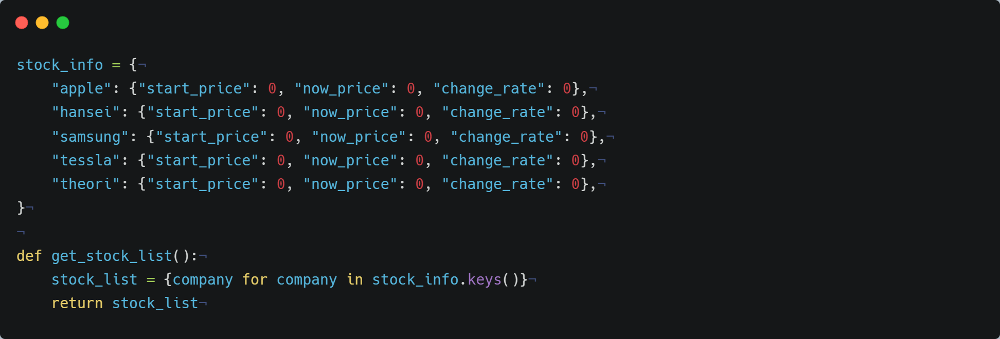 stock_info = {¬
    "apple": {"start_price": 0, "now_price": 0, "change_rate": 0},¬
    "hansei": {"start_price": 0, "now_price": 0, "change_rate": 0},¬
    "samsung": {"start_price": 0, "now_price": 0, "change_rate": 0},¬
    "tessla": {"start_price": 0, "now_price": 0, "change_rate": 0},¬
    "theori": {"start_price": 0, "now_price": 0, "change_rate": 0},¬
}¬
¬
def get_stock_list():¬
    stock_list = {company for company in stock_info.keys()}¬
    return stock_list¬